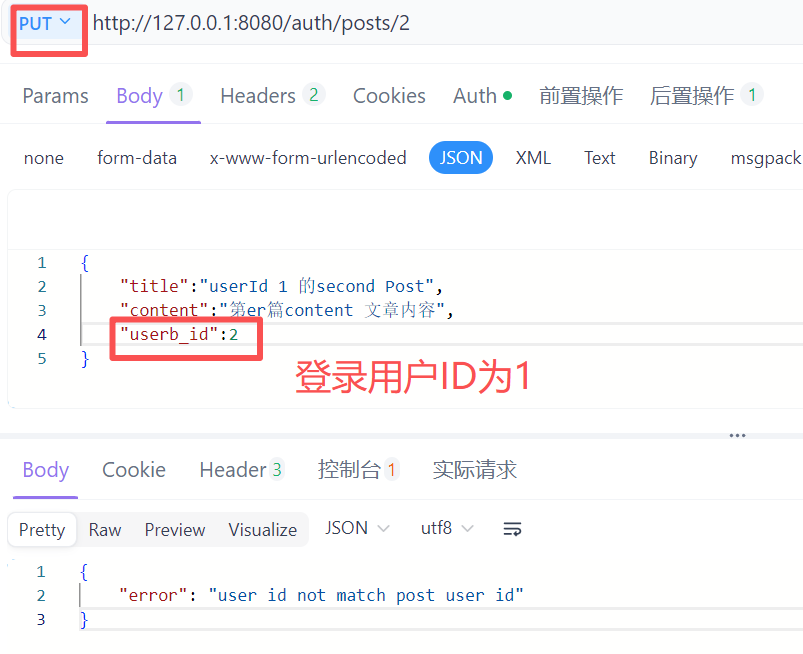 PUT http://127.0.0.1:8080/auth/posts/2
Params Body 1 Headers 2 Cookies Auth 前置操作 后置操作 1
none form-data x-www-form-urlencoded JSON XML Text Binary msgpack
1 {
2 "title":"userId 1 的second Post",
3 "content":"第er篇content 文章内容",
4 "userb_id":2
5 }
登录用户ID为1
Body Cookie Header 3 控制台 1 实际请求
Pretty Raw Preview Visualize JSON utf8
1 {
2 "error": "user id not match post user id"
3 }